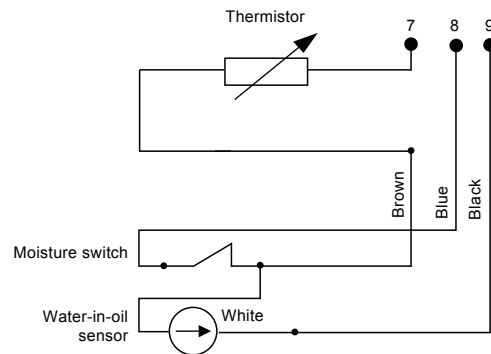 Thermistor
7 8 9
Brown
Blue
Black
Moisture switch
White
Water-in-oil
sensor